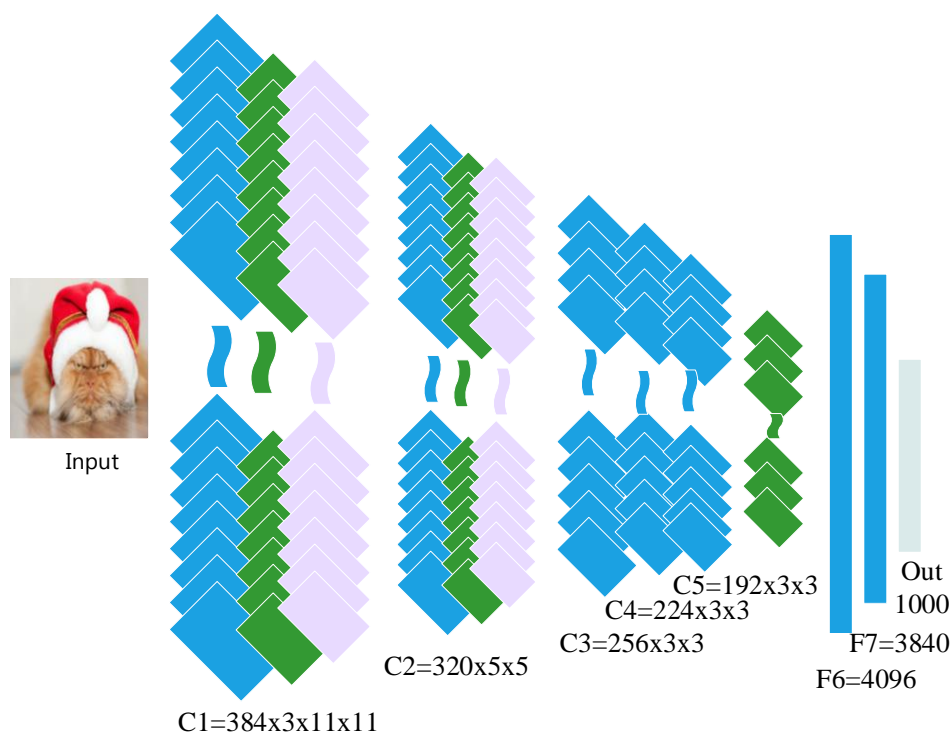 Input
C1=384x3x11x11
C2=320x5x5
C3=256x3x3
C4=224x3x3
C5=192x3x3
F6=4096
F7=3840
Out
1000